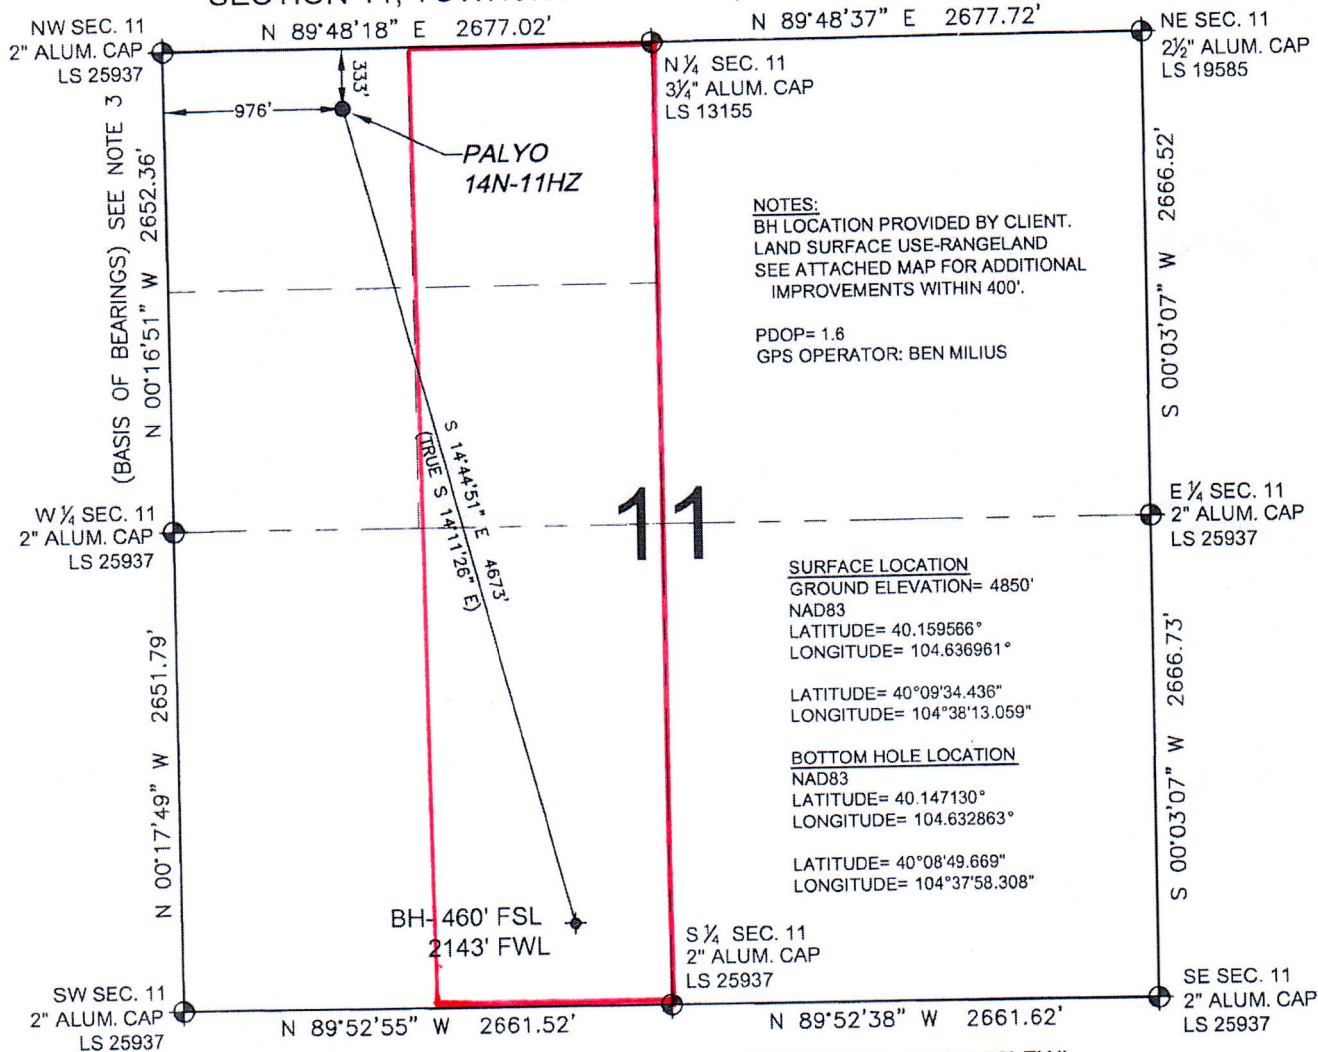 N 89°48'18" E 2677.02'
N 89°48'37" E 2677.72'
NW SEC. 11
2" ALUM. CAP
LS 25937
NE SEC. 11
2½" ALUM. CAP
LS 19585
N ¼ SEC. 11
3¼" ALUM. CAP
LS 13155
333'
976'
PALYO
14N-11HZ
(BASIS OF BEARINGS) SEE NOTE 3
N 00°16'51" W 2652.36'
S 00°03'07" W 2666.52'
NOTES:
BH LOCATION PROVIDED BY CLIENT.
LAND SURFACE USE-RANGELAND
SEE ATTACHED MAP FOR ADDITIONAL
IMPROVEMENTS WITHIN 400'.
PDOP= 1.6
GPS OPERATOR: BEN MILIUS
S 14°44'51" E 4673'
(TRUE S 14°11'26" E)
11
W ¼ SEC. 11
2" ALUM. CAP
LS 25937
E ¼ SEC. 11
2" ALUM. CAP
LS 25937
SURFACE LOCATION
GROUND ELEVATION= 4850'
NAD83
LATITUDE= 40.159566°
LONGITUDE= 104.636961°
LATITUDE= 40°09'34.436"
LONGITUDE= 104°38'13.059"
BOTTOM HOLE LOCATION
NAD83
LATITUDE= 40.147130°
LONGITUDE= 104.632863°
LATITUDE= 40°08'49.669"
LONGITUDE= 104°37'58.308"
N 00°17'49" W 2651.79'
S 00°03'07" W 2666.73'
BH- 460' FSL
2143' FWL
S ¼ SEC. 11
2" ALUM. CAP
LS 25937
SW SEC. 11
2" ALUM. CAP
LS 25937
SE SEC. 11
2" ALUM. CAP
LS 25937
N 89°52'55" W 2661.52'
N 89°52'38" W 2661.62'